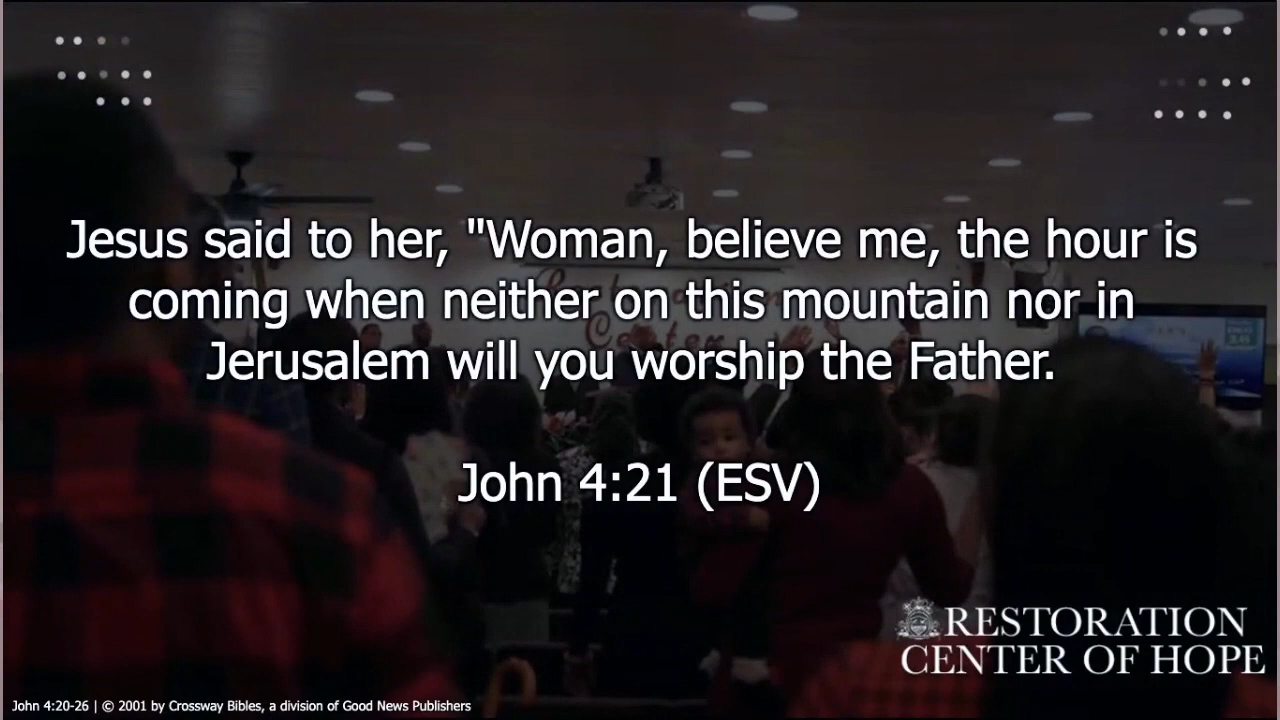 Jesus said to her, "Woman, believe me, the hour is
coming when neither on this mountain nor in
Jerusalem will you worship the Father.
John 4:21 (ESV)
RESTORATION
CENTER OF HOPE
John 4:20-26 | © 2001 by Crossway Bibles, a division of Good News Publishers